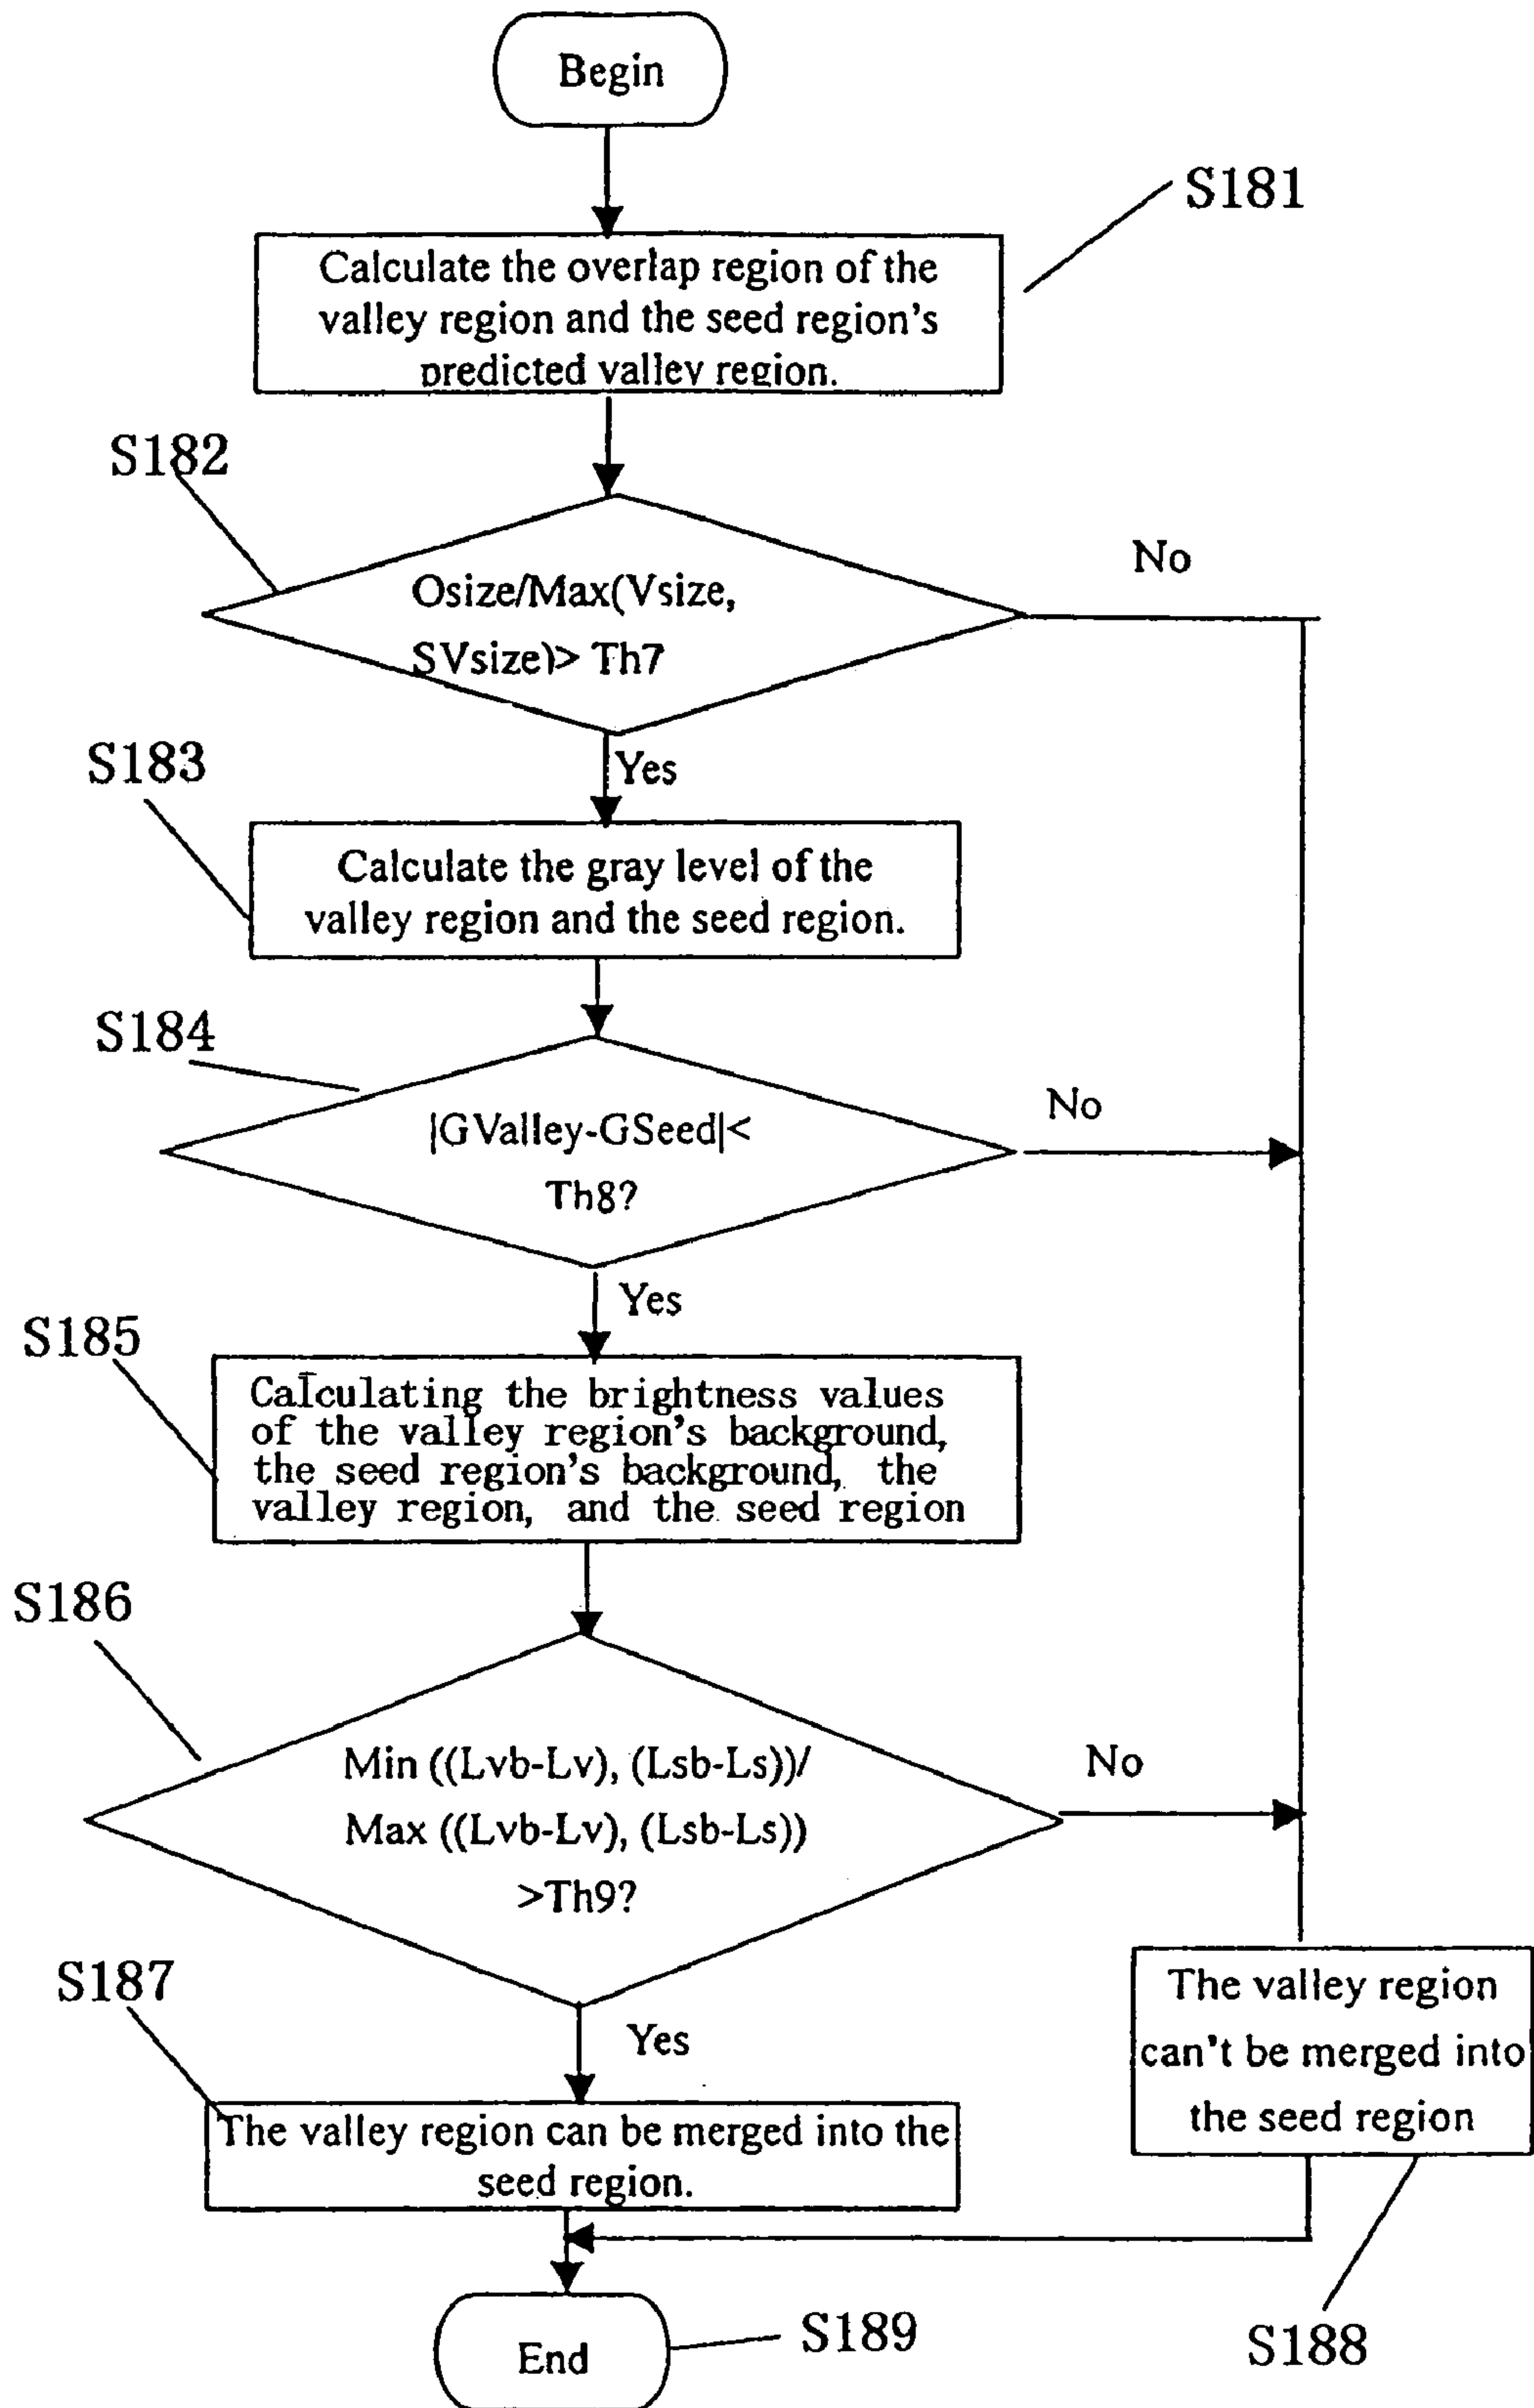 Begin
S181
Calculate the overlap region of the
valley region and the seed region's
predicted valley region.
S182
No
Osize/Max(Vsize,
SVsize)> Th7
Yes
S183
Calculate the gray level of the
valley region and the seed region.
S184
No
|GValley-GSeed|<
Th8?
Yes
S185
Calculating the brightness values
of the valley region's background,
the seed region's background, the
valley region, and the seed region
S186
No
Min ((Lvb-Lv), (Lsb-Ls))/
Max ((Lvb-Lv), (Lsb-Ls))
>Th9?
Yes
S187
The valley region can be merged into the
seed region.
The valley region
can't be merged into
the seed region
S188
End
S189